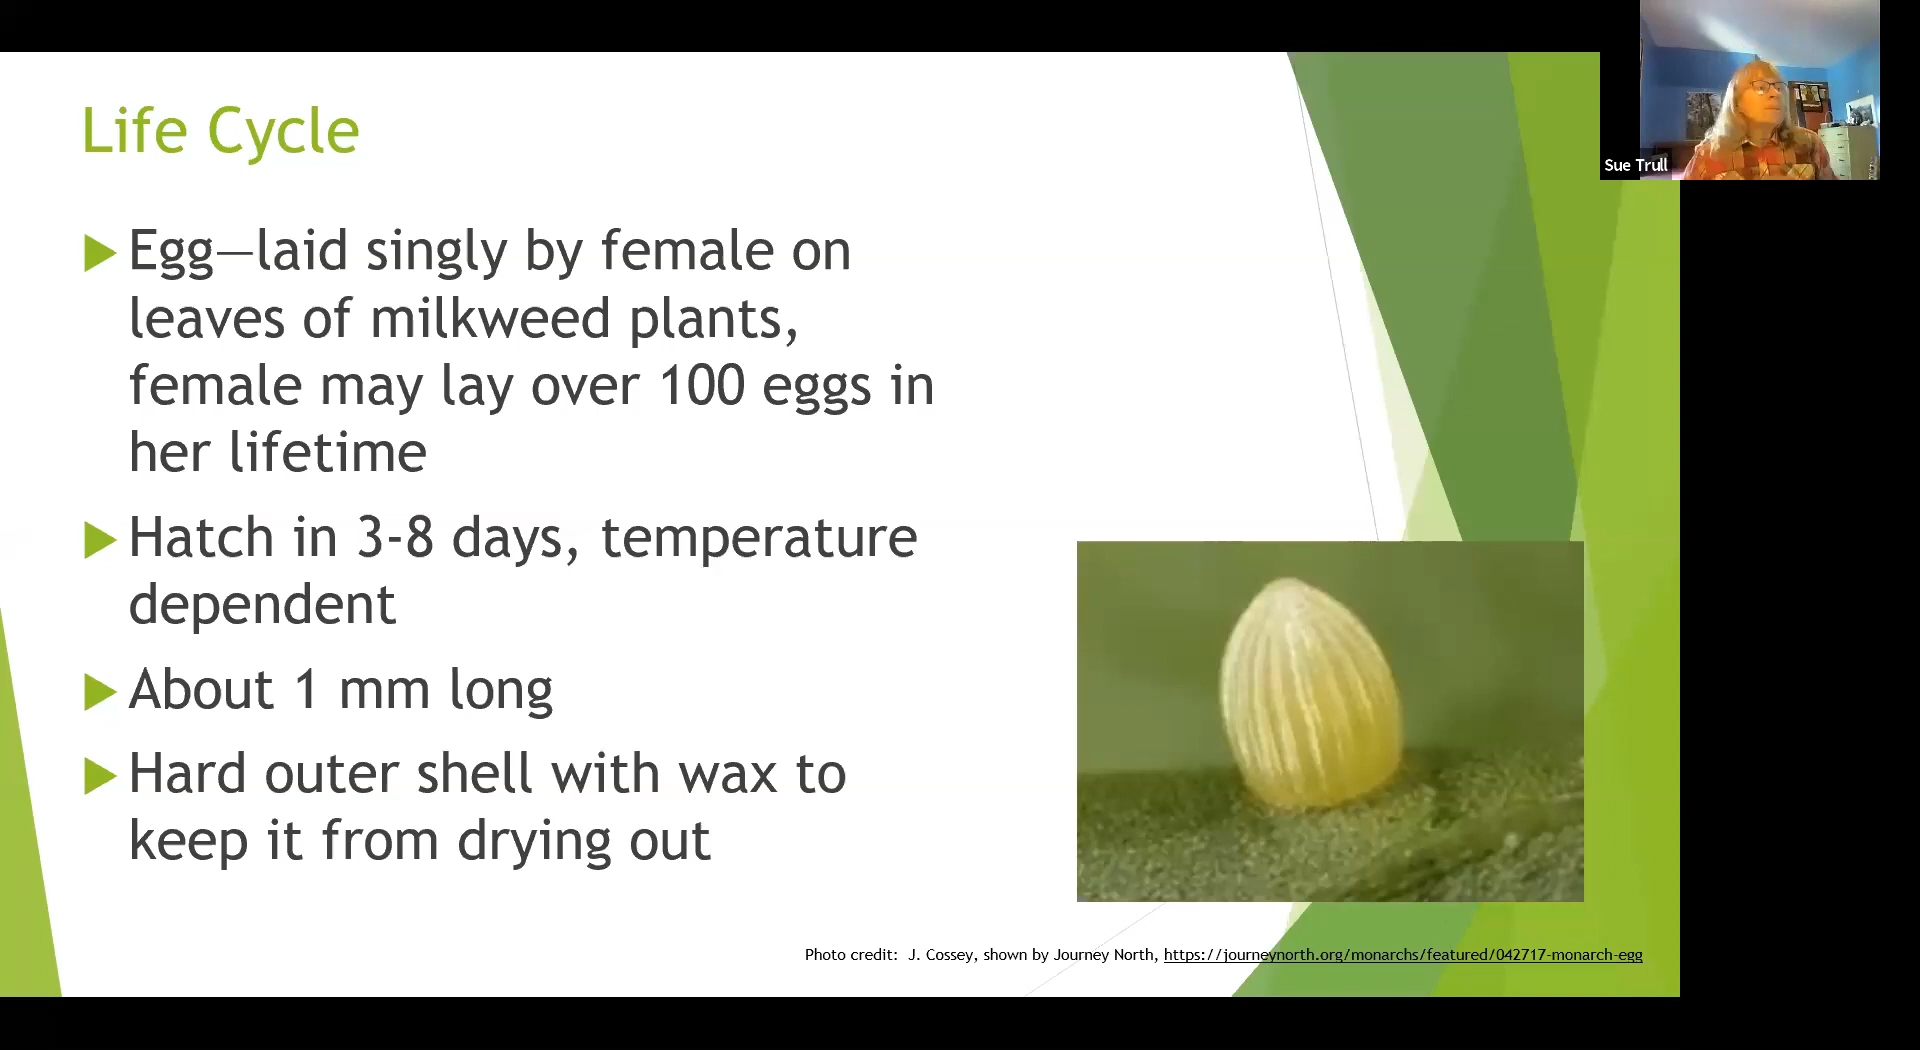 Life Cycle
Egg—laid singly by female on
leaves of milkweed plants,
female may lay over 100 eggs in
her lifetime
Hatch in 3-8 days, temperature
dependent
About 1 mm long
Hard outer shell with wax to
keep it from drying out
Photo credit: J. Cossey, shown by Journey North, https://journeynorth.org/monarchs/featured/042717-monarch-egg
Sue Trull